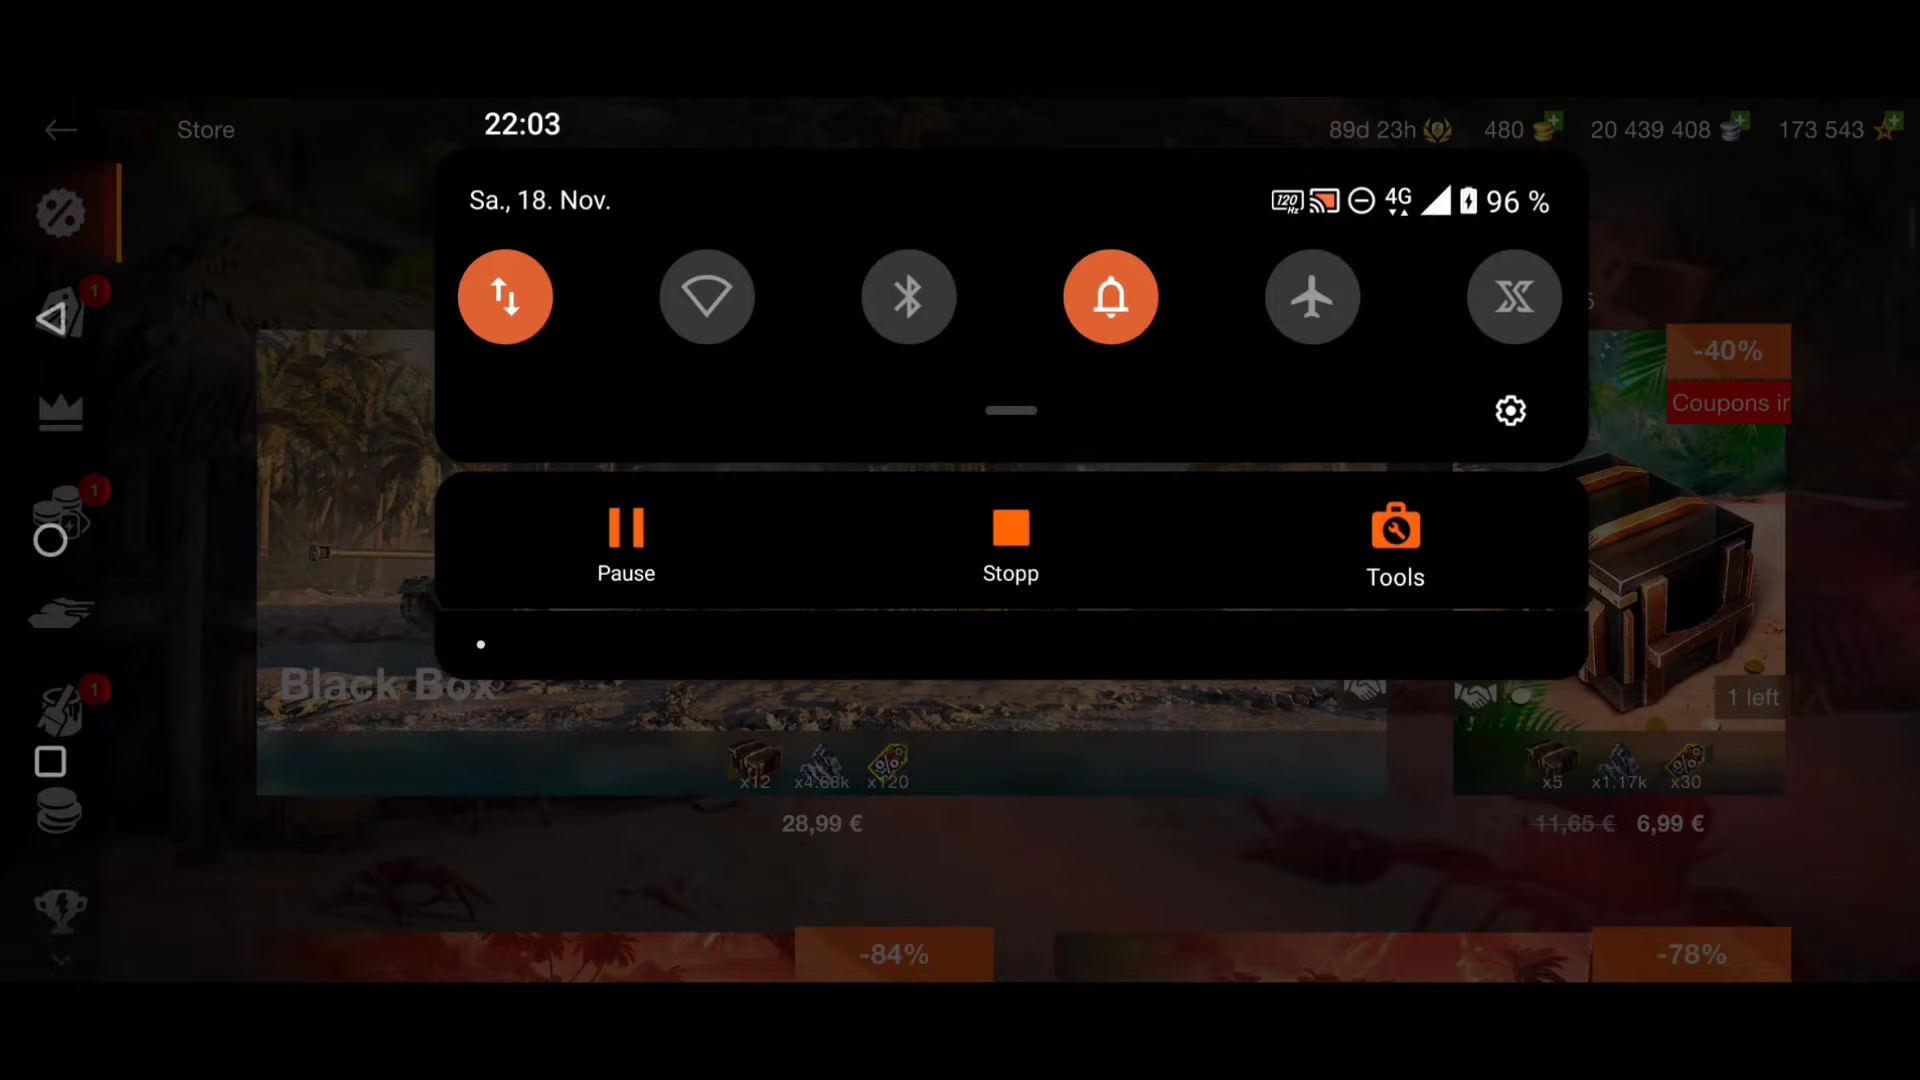 22:03
Store
89d 23h
480
20 439 408
173 543
Sa., 18. Nov.
120 Hz
4G
96 %
1
-40%
Coupons in
1
Pause
Stopp
Tools
Black Box
1
1 left
x12
x4.68k
x120
x5
x1.17k
x30
28,99 €
11,65 €
6,99 €
-84%
-78%